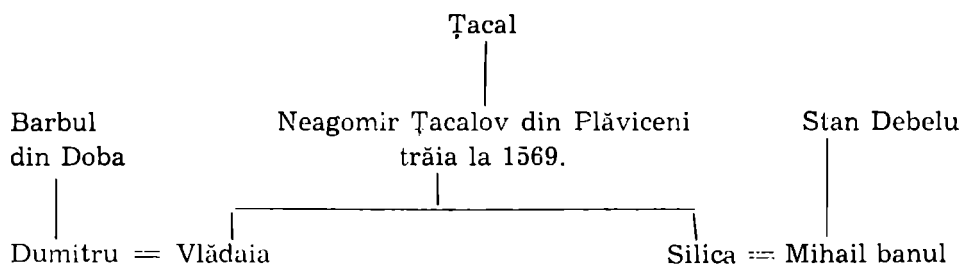 Țacal
Barbul Neagomir Țacalov din Plăviceni Stan Debelu
din Doba trăia la 1569.
Dumitru = Vlădaia Silica = Mihail banul